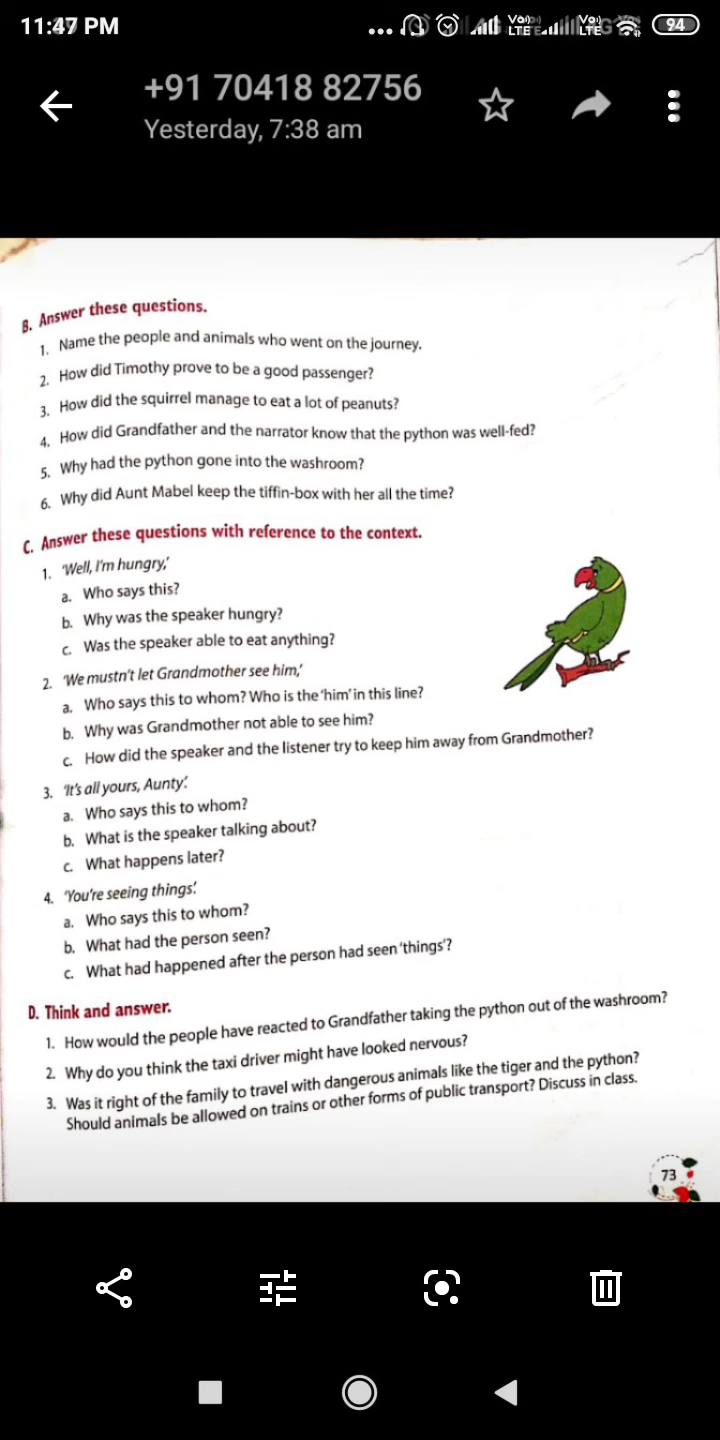 11:47 PM
94
+91 70418 82756
Yesterday, 7:38 am
B. Answer these questions.
1. Name the people and animals who went on the journey.
2. How did Timothy prove to be a good passenger?
3. How did the squirrel manage to eat a lot of peanuts?
4. How did Grandfather and the narrator know that the python was well-fed?
5. Why had the python gone into the washroom?
6. Why did Aunt Mabel keep the tiffin-box with her all the time?
C. Answer these questions with reference to the context.
1. 'Well, I'm hungry,'
a. Who says this?
b. Why was the speaker hungry?
c. Was the speaker able to eat anything?
2. 'We mustn't let Grandmother see him,'
a. Who says this to whom? Who is the 'him' in this line?
b. Why was Grandmother not able to see him?
c. How did the speaker and the listener try to keep him away from Grandmother?
3. 'It's all yours, Aunty'.
a. Who says this to whom?
b. What is the speaker talking about?
c. What happens later?
4. 'You're seeing things'.
a. Who says this to whom?
b. What had the person seen?
c. What had happened after the person had seen 'things'?
D. Think and answer.
1. How would the people have reacted to Grandfather taking the python out of the washroom?
2. Why do you think the taxi driver might have looked nervous?
3. Was it right of the family to travel with dangerous animals like the tiger and the python?
Should animals be allowed on trains or other forms of public transport? Discuss in class.
73